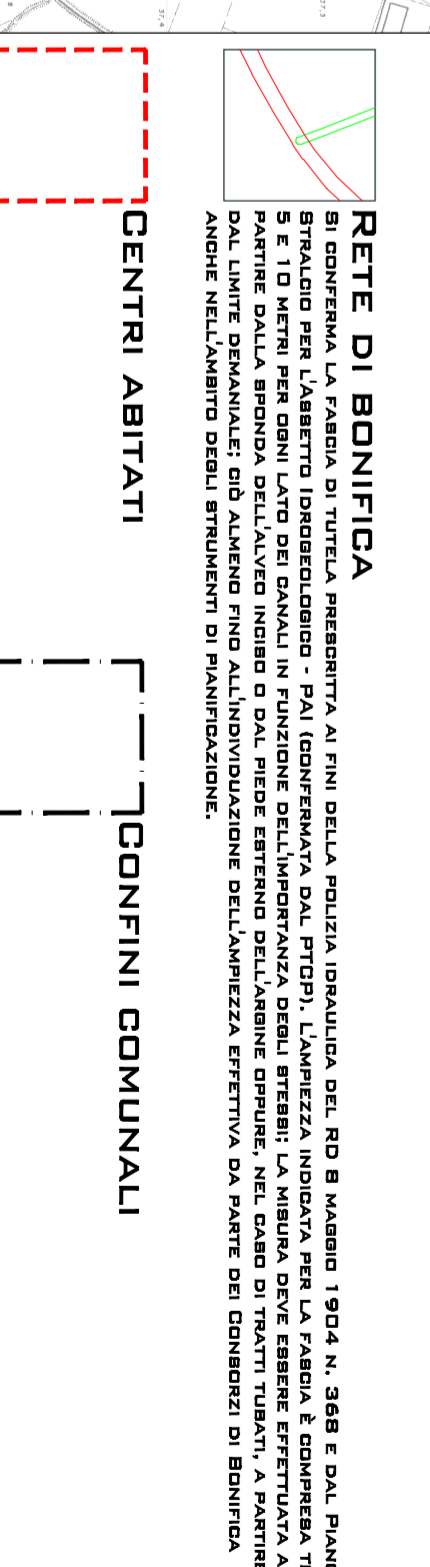 37,4
37,3
RETE DI BONIFICA
SI CONFERMA LA FASCIA DI TUTELA PRESCRITTA AI FINI DELLA POLIZIA IDRAULICA DEL RD 8 MAGGIO 1904 N. 368 E DAL PIAN
STRALCIO PER L'ASSETTO IDROGEOLOGICO - PAI (CONFERMATA DAL PTCP). L'AMPIEZZA INDICATA PER LA FASCIA È COMPRESA T
5 E 10 METRI PER OGNI LATO DEI CANALI IN FUNZIONE DELL'IMPORTANZA DEGLI STESSI; LA MISURA DEVE ESSERE EFFETTUATA A
PARTIRE DALLA SPONDA DELL'ALVEO INCISO O DAL PIEDE ESTERNO DELL'ARGINE OPPURE, NEL CASO DI TRATTI TUBATI, A PARTIRE
DAL LIMITE DEMANIALE; CIÒ ALMENO FINO ALL'INDIVIDUAZIONE DELL'AMPIEZZA EFFETTIVA DA PARTE DEI CONSORZI DI BONIFICA
ANCHE NELL'AMBITO DEGLI STRUMENTI DI PIANIFICAZIONE.
CENTRI ABITATI
CONFINI COMUNALI